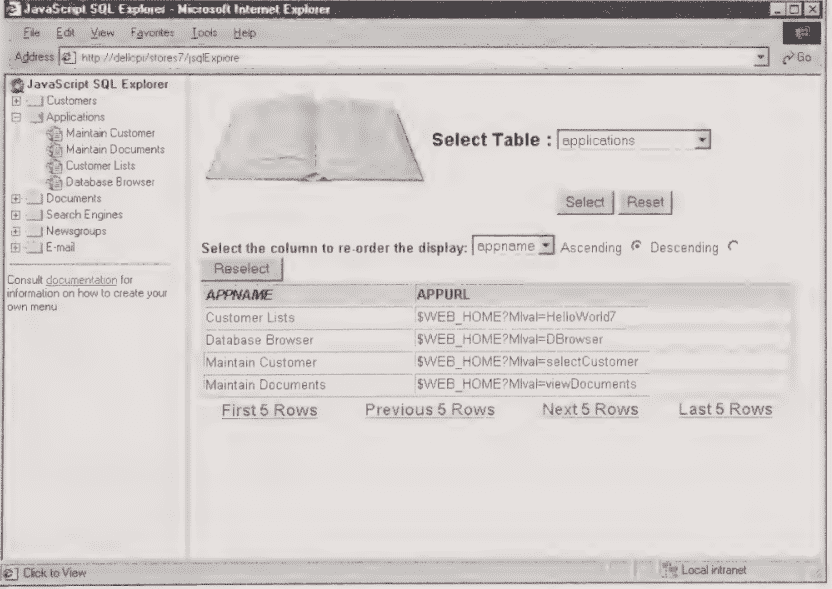 JavaScript SQL Explorer - Microsoft Internet Explorer
File Edit View Favorites Tools Help
Address http://delicpi/stores7/jsqlExplore Go
JavaScript SQL Explorer
Customers
Applications
Maintain Customer
Maintain Documents
Customer Lists
Database Browser
Documents
Search Engines
Newsgroups
E-mail
Consult documentation for
information on how to create your
own menu
Select Table : applications
Select Reset
Select the column to re-order the display: appname Ascending Descending
Reselect
APPNAME APPURL
Customer Lists $WEB_HOME?MIval=HelloWorld7
Database Browser $WEB_HOME?MIval=DBrowser
Maintain Customer $WEB_HOME?MIval=selectCustomer
Maintain Documents $WEB_HOME?MIval=viewDocuments
First 5 Rows Previous 5 Rows Next 5 Rows Last 5 Rows
Click to View Local intranet